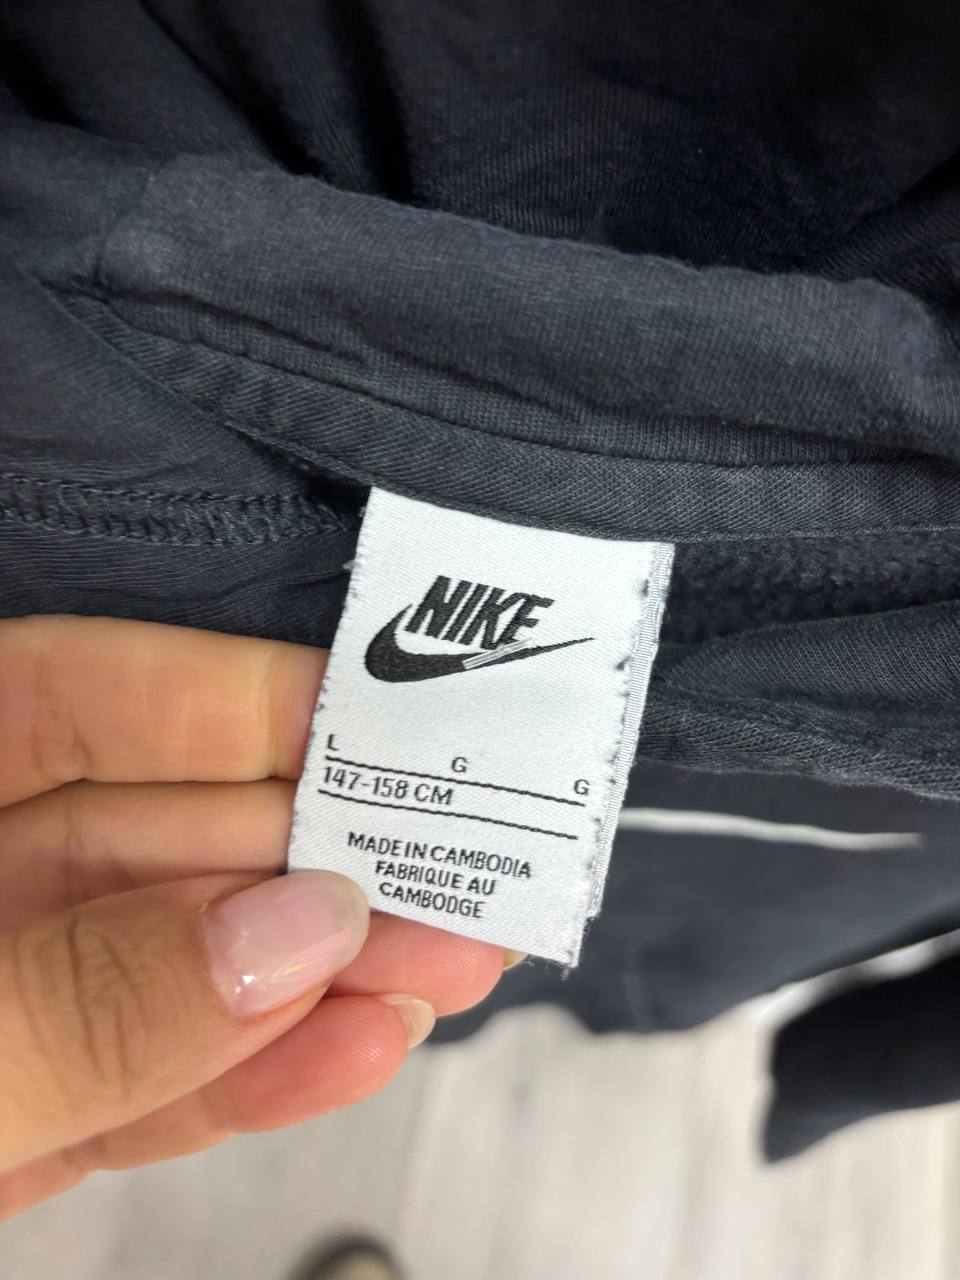 NIKE
L G G
147-158 CM
MADE IN CAMBODIA
FABRIQUE AU
CAMBODGE